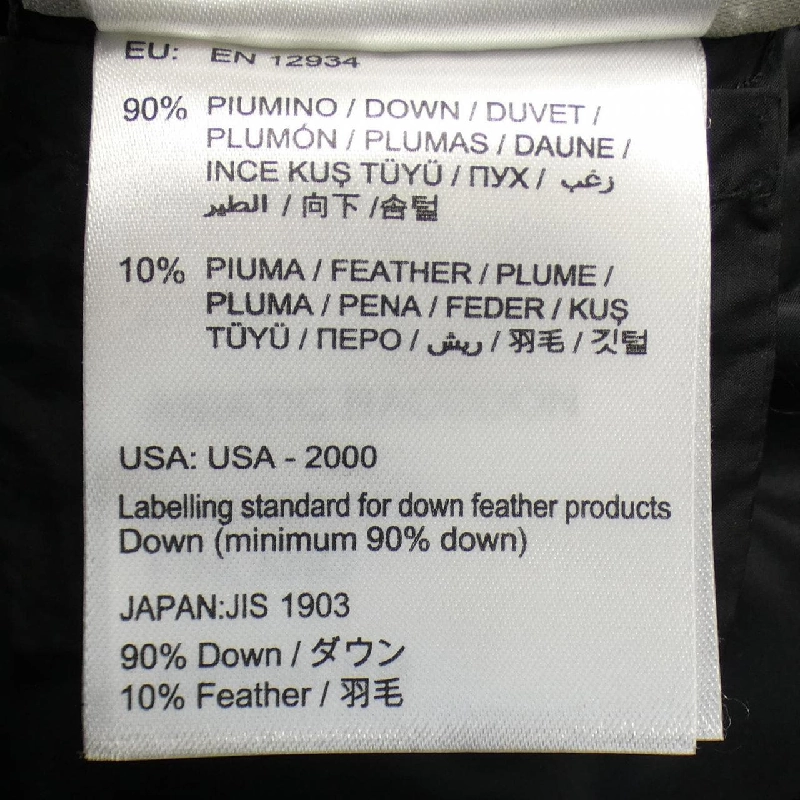 EU: EN 12934
90% PIUMINO / DOWN / DUVET /
PLUMÓN / PLUMAS / DAUNE /
INCE KUŞ TÜYÜ / ПУХ / زغب
الطير / 向下 /솜털
10% PIUMA / FEATHER / PLUME /
PLUMA / PENA / FEDER / KUŞ
TÜYÜ / ПЕРО / ريش / 羽毛 / 깃털
USA: USA - 2000
Labelling standard for down feather products
Down (minimum 90% down)
JAPAN:JIS 1903
90% Down / ダウン
10% Feather / 羽毛